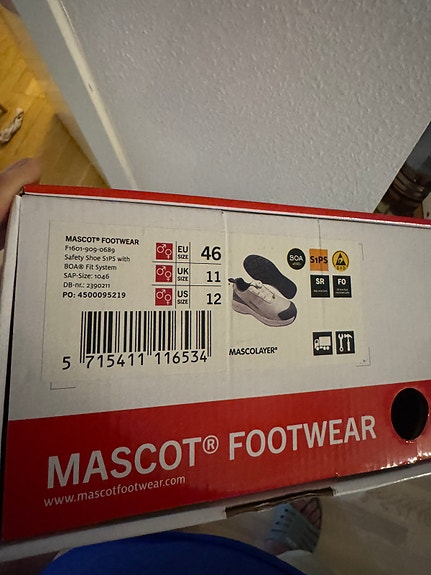 MASCOT® FOOTWEAR
F1601-909-0689
Safety Shoe S1PS with
BOA® Fit System
SAP-Size: 1046
DB-nr.: 2390211
PO: 4500095219
EU SIZE 46
UK SIZE 11
US SIZE 12
5 715411 116534
BOA
S1PS
ESD
SR
FO
MASCOLAYER®
MASCOT® FOOTWEAR
www.mascotfootwear.com